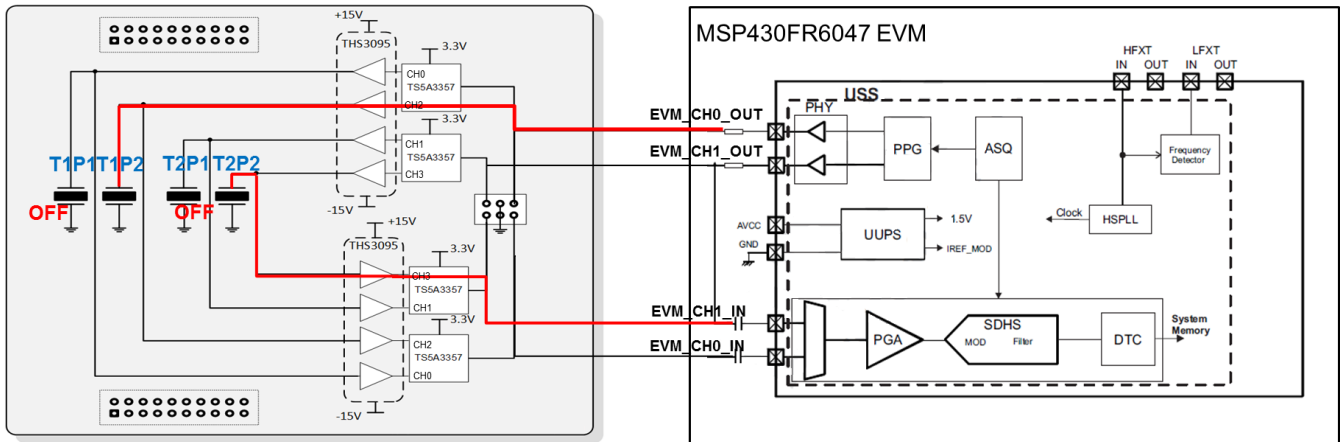 +15V
THS3095
3.3V
CH0
TS5A3357
CH2
3.3V
CH1
TS5A3357
CH3
-15V
T1P1 T1P2 T2P1 T2P2
OFF OFF
+15V
THS3095
3.3V
CH3
TS5A3357
CH1
3.3V
CH2
TS5A3357
CH0
-15V
EVM_CH0_OUT
EVM_CH1_OUT
EVM_CH1_IN
EVM_CH0_IN
MSP430FR6047 EVM
HFXT LFXT
IN OUT IN OUT
USS
PHY
PPG
ASQ
Frequency
Detector
AVCC
GND
UUPS
1.5V
IREF_MOD
Clock
HSPLL
PGA
SDHS
MOD Filter
DTC
System
Memory